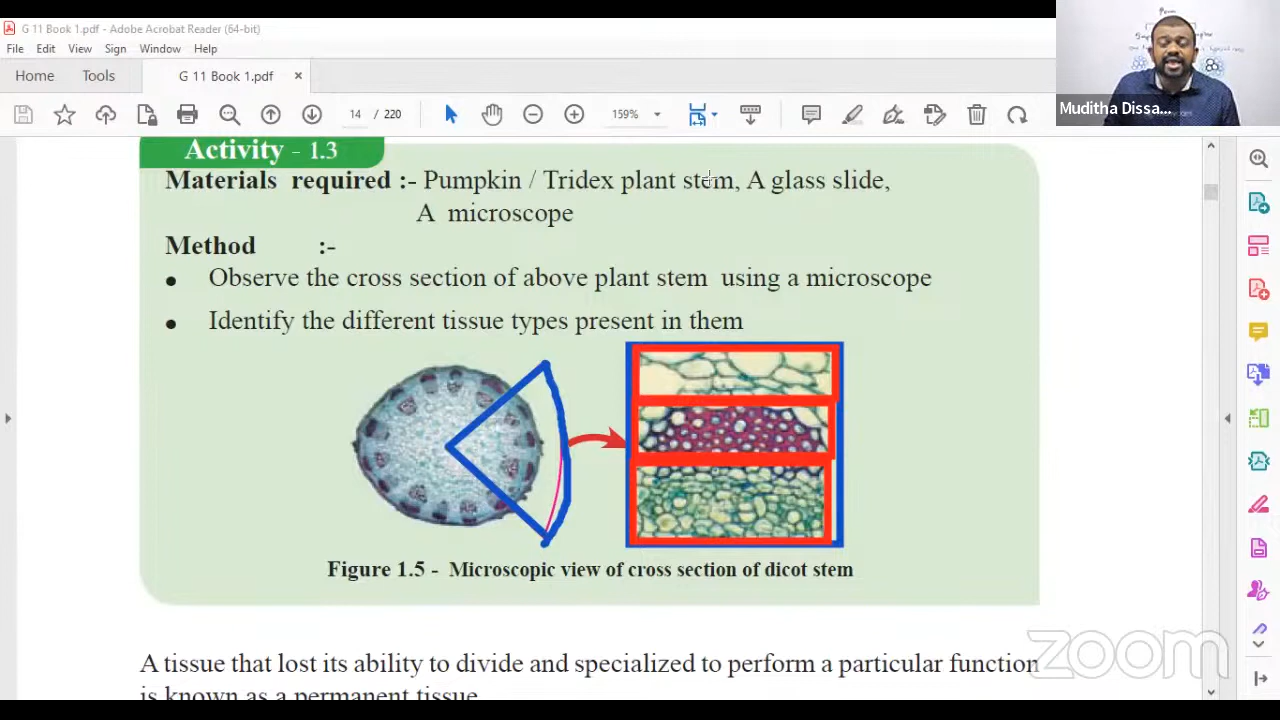 G 11 Book 1.pdf - Adobe Acrobat Reader (64-bit)
File Edit View Sign Window Help
Home Tools G 11 Book 1.pdf ×
14 / 220 159%
Muditha Dissa...
Activity - 1.3
Materials required :- Pumpkin / Tridex plant stem, A glass slide,
A microscope
Method :-
• Observe the cross section of above plant stem using a microscope
• Identify the different tissue types present in them
Figure 1.5 - Microscopic view of cross section of dicot stem
A tissue that lost its ability to divide and specialized to perform a particular function
is known as a permanent tissue.
zoom